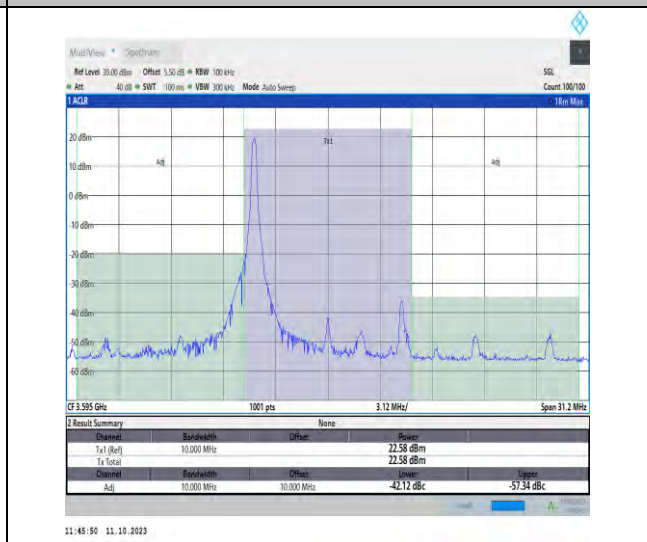 MultiView Spectrum
Ref Level 30.00 dBm Offset 5.50 dB RBW 100 kHz SGL
Att 40 dB SWT 100 ms VBW 300 kHz Mode Auto Sweep Count 100/100
1 ACLR 1Rm Max
20 dBm Tx1
Adj Adj
10 dBm
0 dBm
-10 dBm
-20 dBm
-30 dBm
-40 dBm
-50 dBm
-60 dBm
CF 3.595 GHz 1001 pts 3.12 MHz/ Span 31.2 MHz
2 Result Summary None
Channel Bandwidth Offset Power
Tx1 (Ref) 10.000 MHz 22.58 dBm
Tx Total 22.58 dBm
Channel Bandwidth Offset Lower Upper
Adj 10.000 MHz 10.000 MHz -42.12 dBc -57.34 dBc
11:45:50 11.10.2023